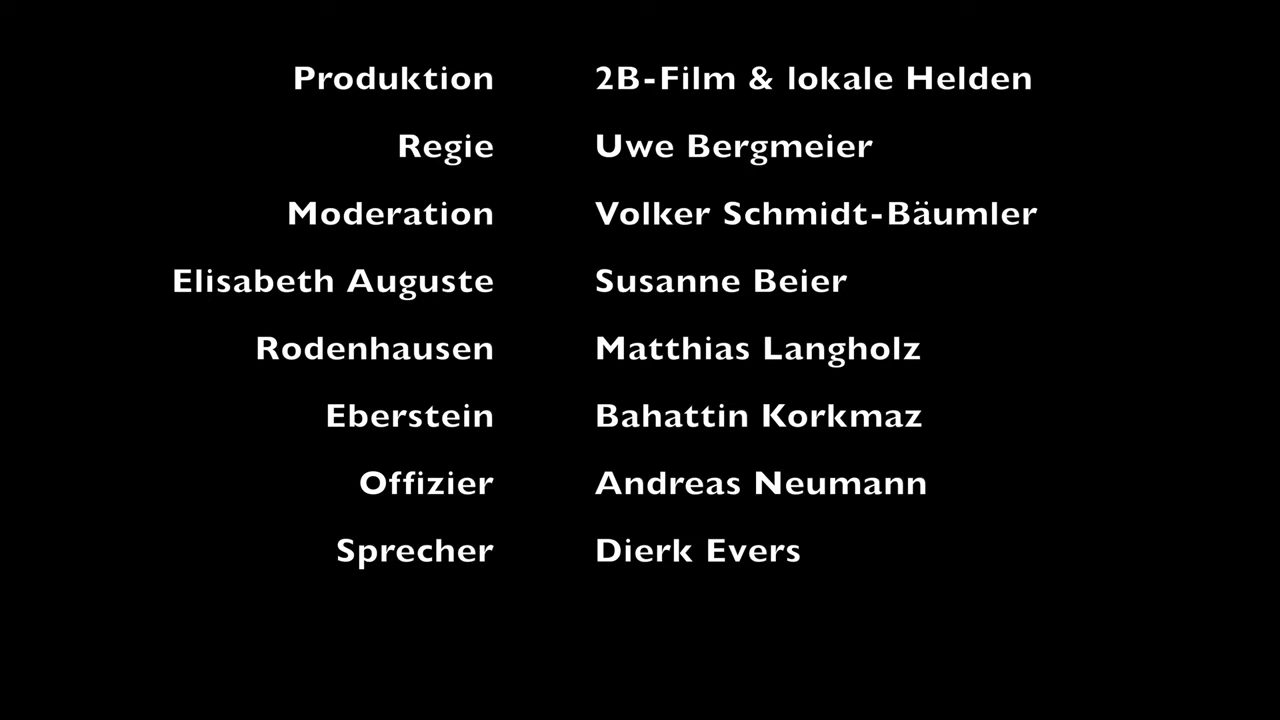 Produktion 2B-Film & lokale Helden
Regie Uwe Bergmeier
Moderation Volker Schmidt-Bäumler
Elisabeth Auguste Susanne Beier
Rodenhausen Matthias Langholz
Eberstein Bahattin Korkmaz
Offizier Andreas Neumann
Sprecher Dierk Evers